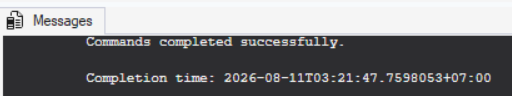 Messages
Commands completed successfully.
Completion time: 2026-08-11T03:21:47.7598053+07:00